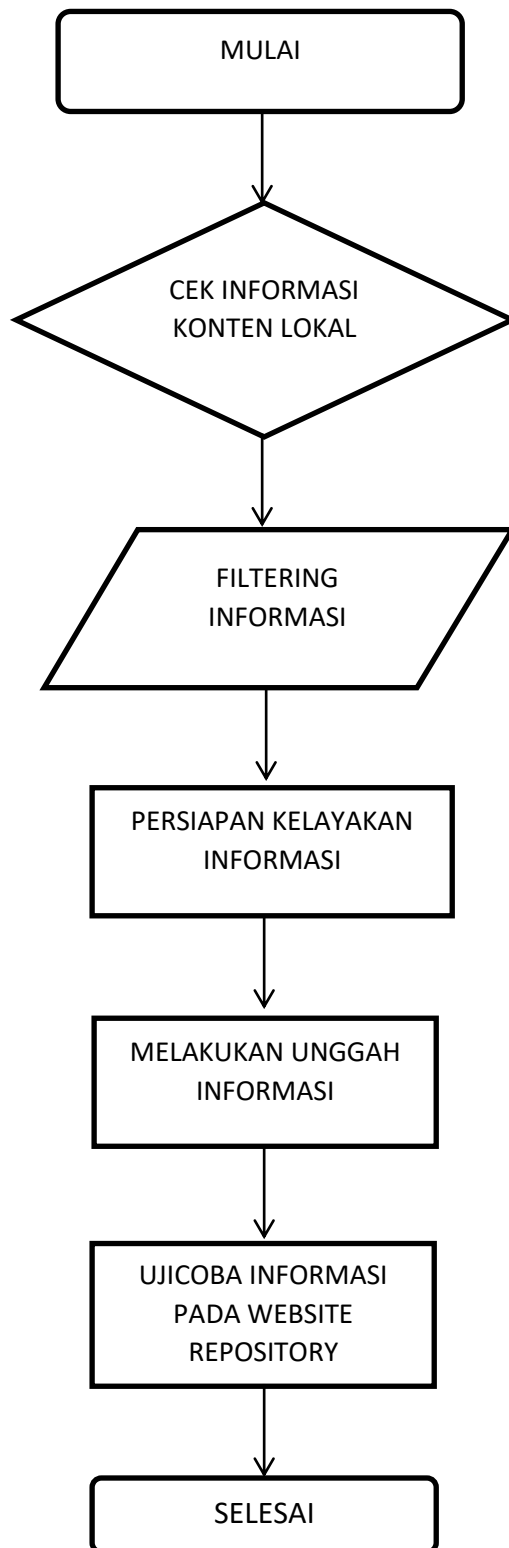 MULAI
CEK INFORMASI
KONTEN LOKAL
FILTERING
INFORMASI
PERSIAPAN KELAYAKAN
INFORMASI
MELAKUKAN UNGGAH
INFORMASI
UJICOBA INFORMASI
PADA WEBSITE
REPOSITORY
SELESAI